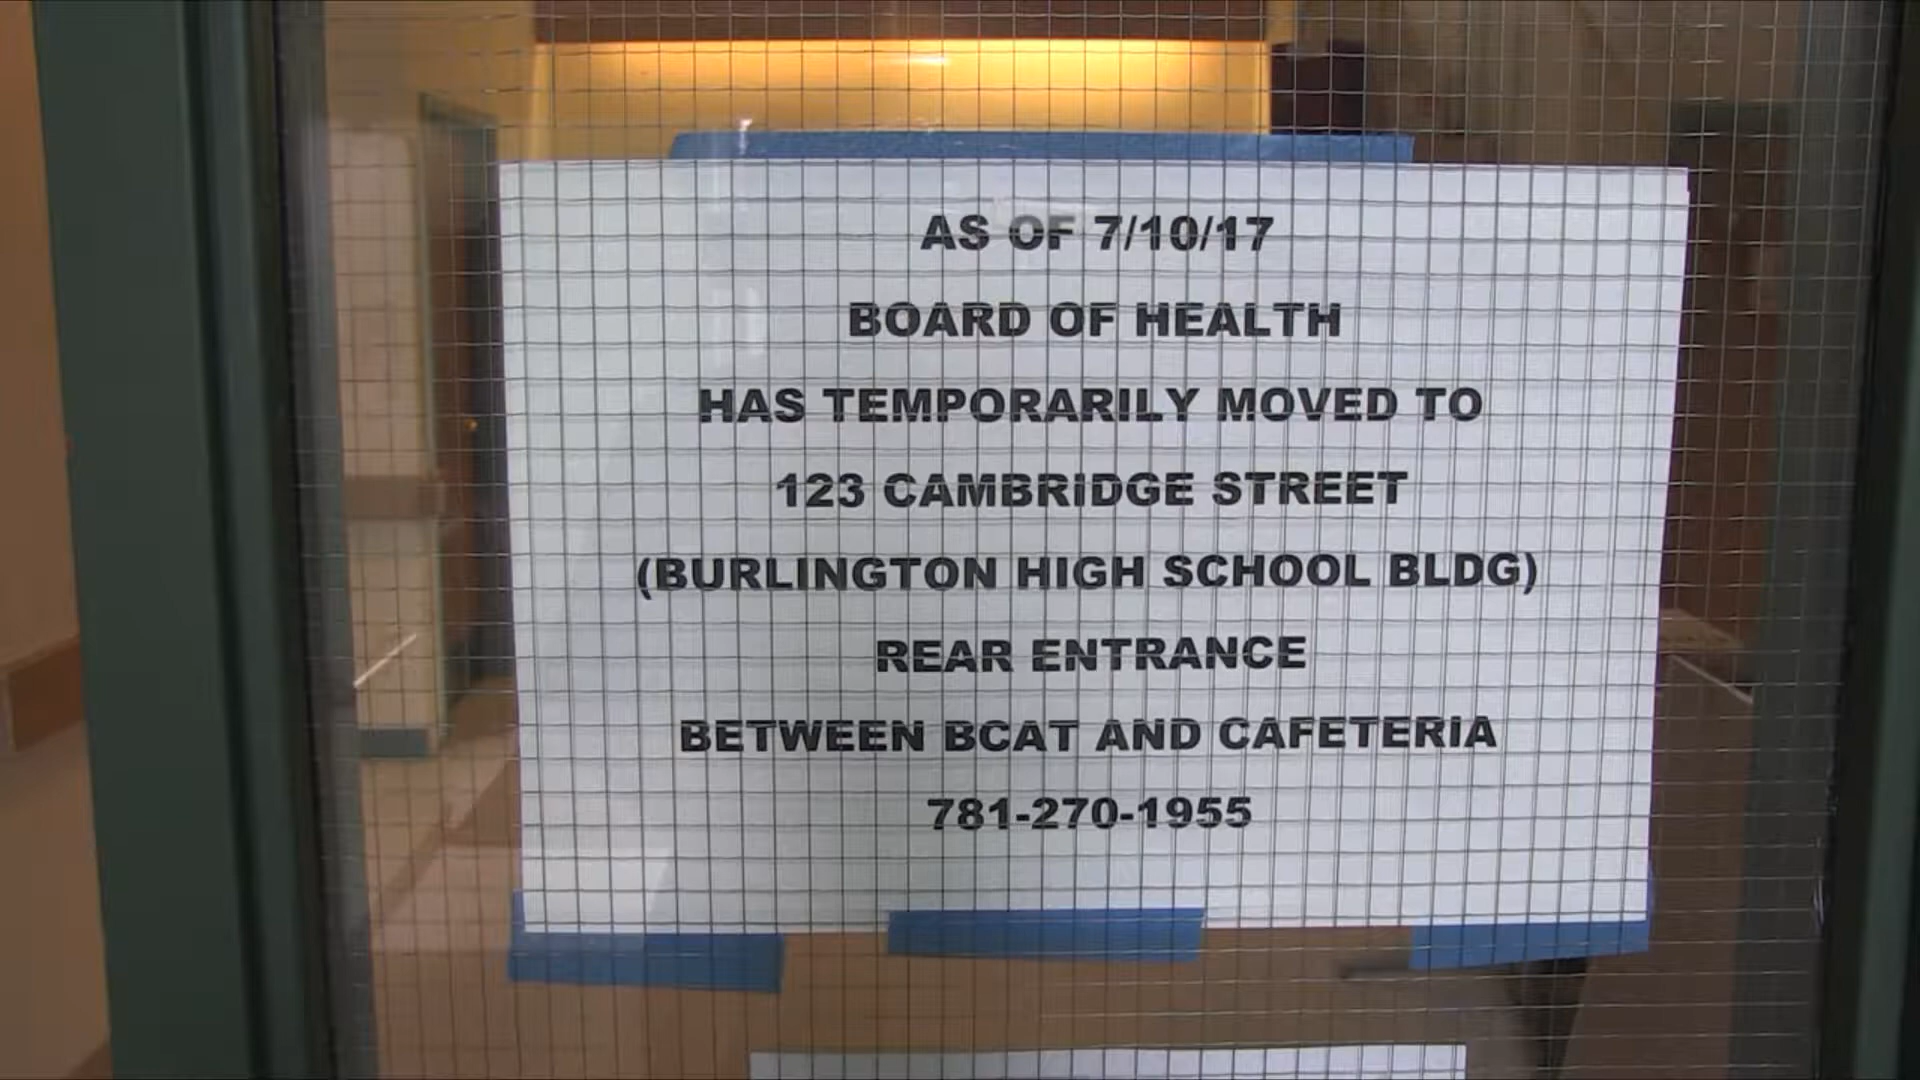 AS OF 7/10/17
BOARD OF HEALTH
HAS TEMPORARILY MOVED TO
123 CAMBRIDGE STREET
(BURLINGTON HIGH SCHOOL BLDG)
REAR ENTRANCE
BETWEEN BCAT AND CAFETERIA
781-270-1955